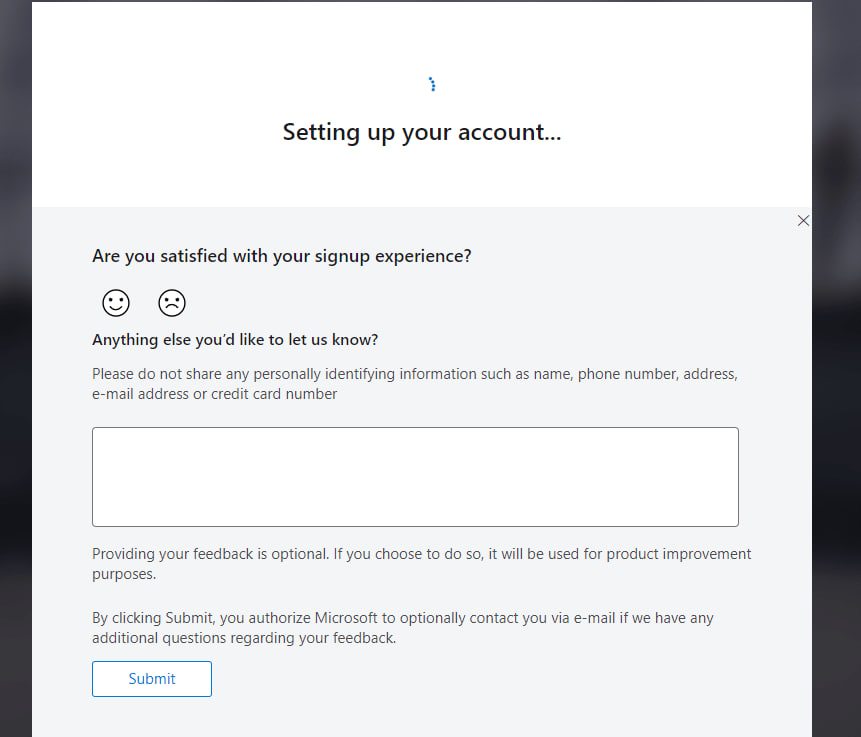 Setting up your account...
Are you satisfied with your signup experience?
Anything else you'd like to let us know?
Please do not share any personally identifying information such as name, phone number, address,
e-mail address or credit card number
Providing your feedback is optional. If you choose to do so, it will be used for product improvement
purposes.
By clicking Submit, you authorize Microsoft to optionally contact you via e-mail if we have any
additional questions regarding your feedback.
Submit